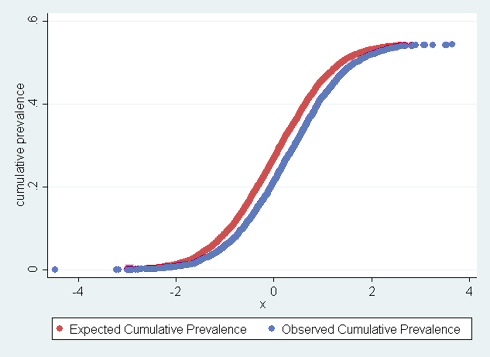 .6
.4
.2
0
cumulative prevalence
-4 -2 0 2 4
x
Expected Cumulative Prevalence Observed Cumulative Prevalence